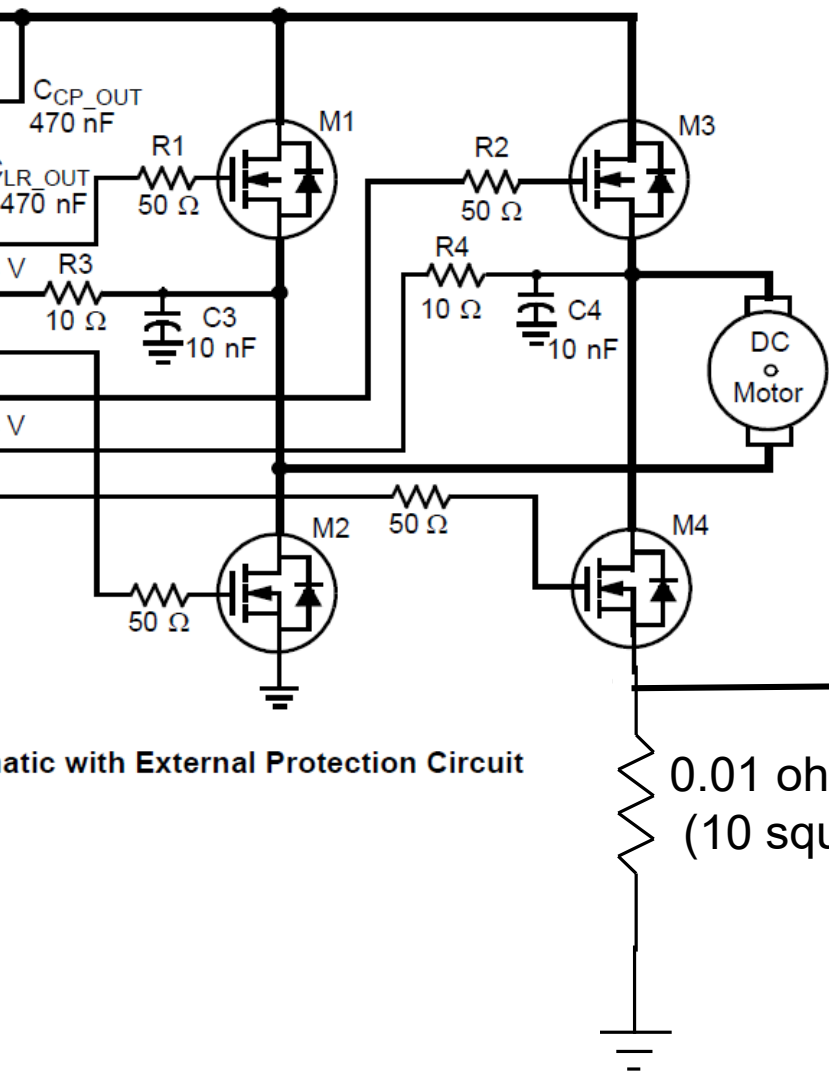 C_CP_OUT
470 nF
M1
M3
R1
R2
LR_OUT
470 nF
50 Ω
50 Ω
V
R3
R4
10 Ω
C3
10 nF
10 Ω
C4
10 nF
DC
Motor
V
50 Ω
M2
M4
50 Ω
atic with External Protection Circuit
0.01 oh
(10 squ